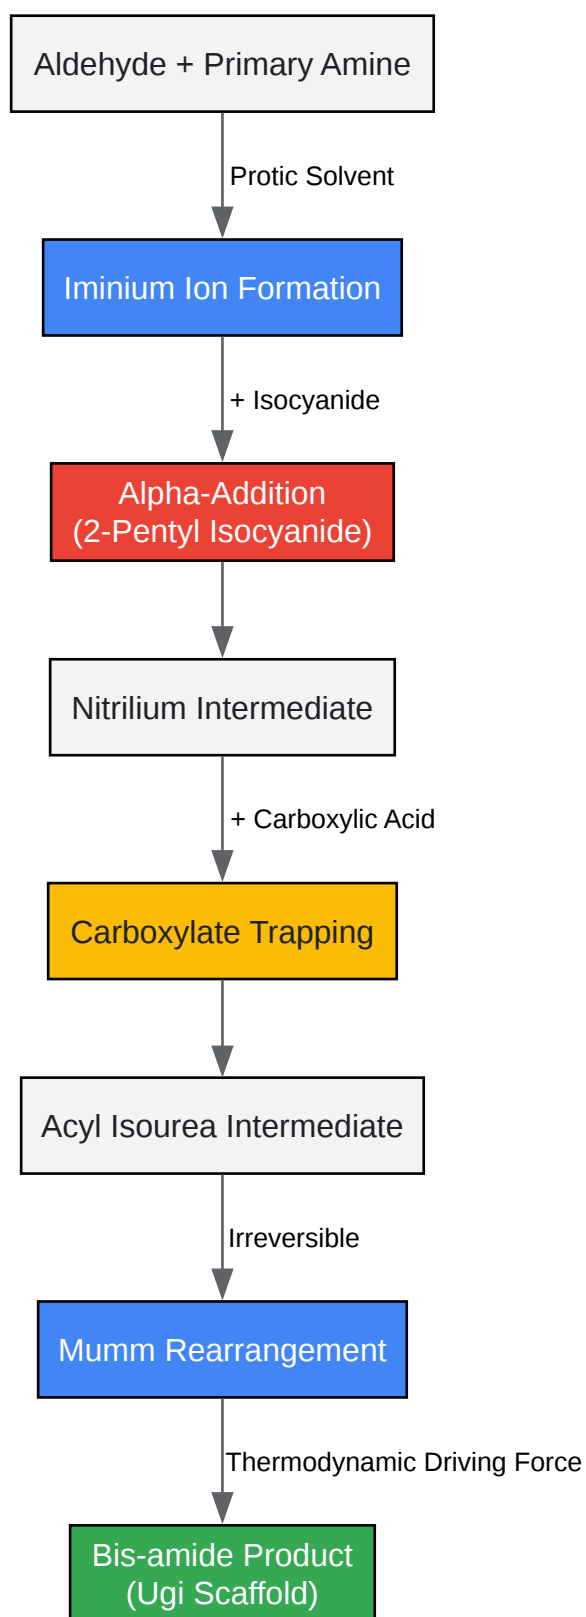 Aldehyde + Primary Amine
Protic Solvent
Iminium Ion Formation
+ Isocyanide
Alpha-Addition
(2-Pentyl Isocyanide)
Nitrilium Intermediate
+ Carboxylic Acid
Carboxylate Trapping
Acyl Isourea Intermediate
Irreversible
Mumm Rearrangement
Thermodynamic Driving Force
Bis-amide Product
(Ugi Scaffold)